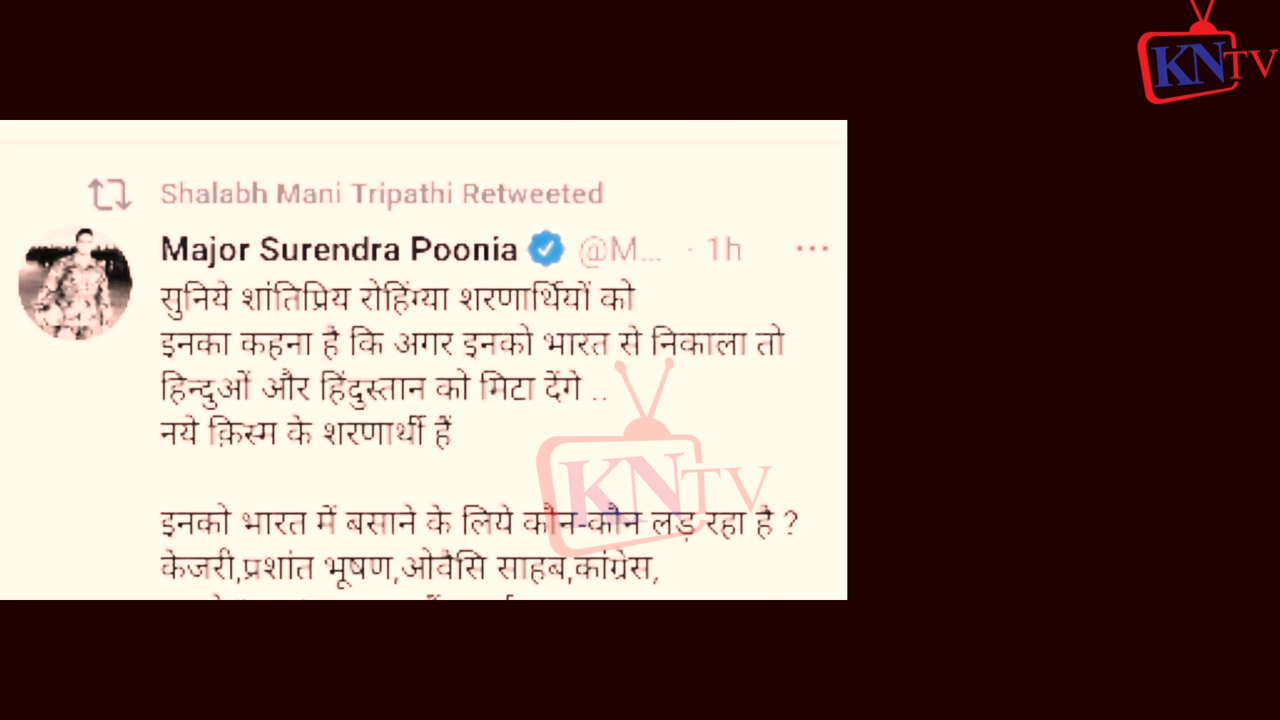 KNTV
Shalabh Mani Tripathi Retweeted
Major Surendra Poonia @M... · 1h ...
सुनिये शांतिप्रिय रोहिंग्या शरणार्थियों को
इनका कहना है कि अगर इनको भारत से निकाला तो
हिन्दुओं और हिंदुस्तान को मिटा देंगे ..
नये क़िस्म के शरणार्थी हैं
KNTV
इनको भारत में बसाने के लिये कौन-कौन लड़ रहा है ?
केजरी,प्रशांत भूषण,ओवैसि साहब,कांग्रेस,